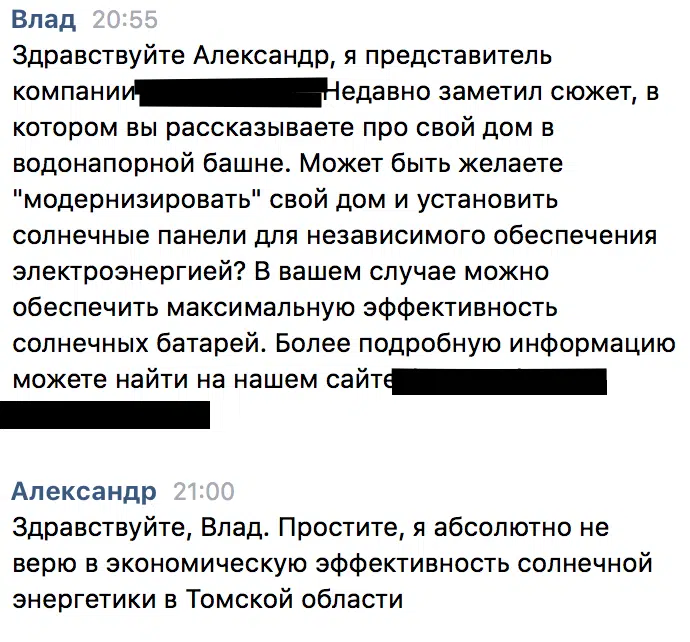 Влад 20:55
Здравствуйте Александр, я представитель
компании Недавно заметил сюжет, в
котором вы рассказываете про свой дом в
водонапорной башне. Может быть желаете
"модернизировать" свой дом и установить
солнечные панели для независимого обеспечения
электроэнергией? В вашем случае можно
обеспечить максимальную эффективность
солнечных батарей. Более подробную информацию
можете найти на нашем сайте
Александр 21:00
Здравствуйте, Влад. Простите, я абсолютно не
верю в экономическую эффективность солнечной
энергетики в Томской области